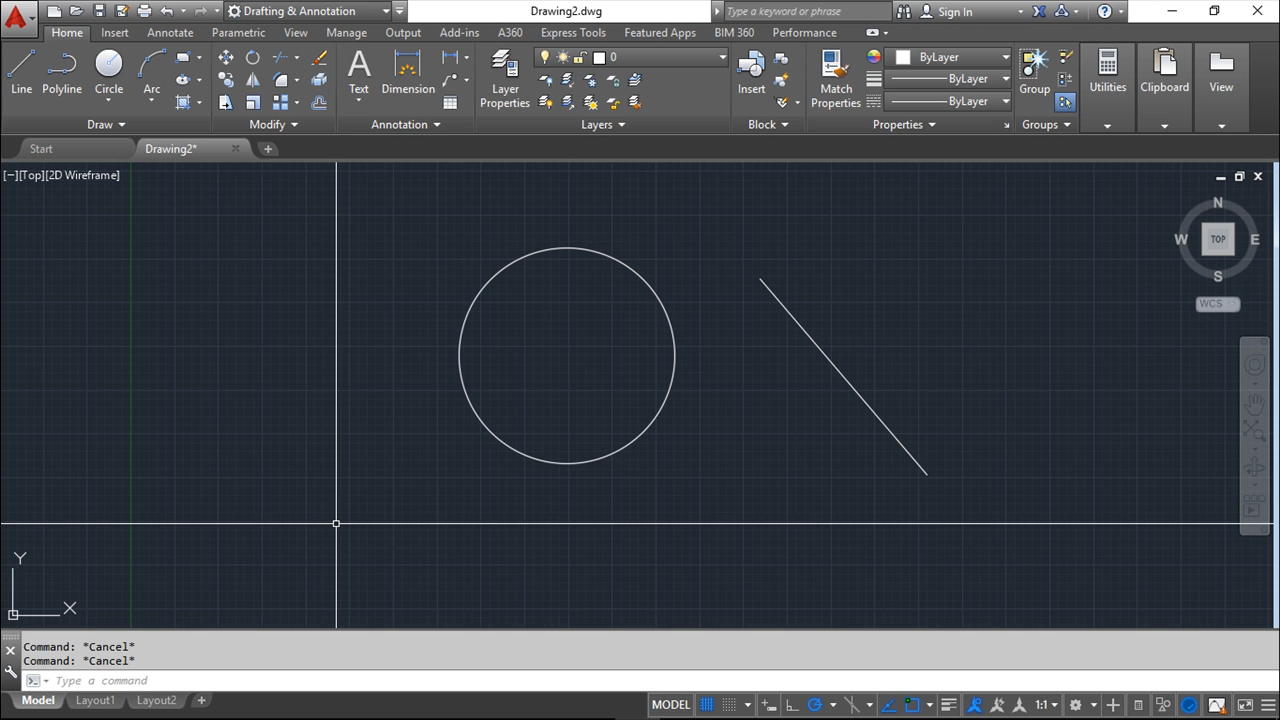 Drafting & Annotation
Drawing2.dwg
Type a keyword or phrase
Sign In
Home Insert Annotate Parametric View Manage Output Add-ins A360 Express Tools Featured Apps BIM 360 Performance
Line Polyline Circle Arc
Text Dimension
Layer Properties
0
Insert
Match Properties
ByLayer
ByLayer
ByLayer
Group
Utilities
Clipboard
View
Draw Modify Annotation Layers Block Properties Groups
Start Drawing2*
[−][Top][2D Wireframe]
N
W TOP E
S
WCS
Y
X
Command: *Cancel*
Command: *Cancel*
Type a command
Model Layout1 Layout2
MODEL 1:1